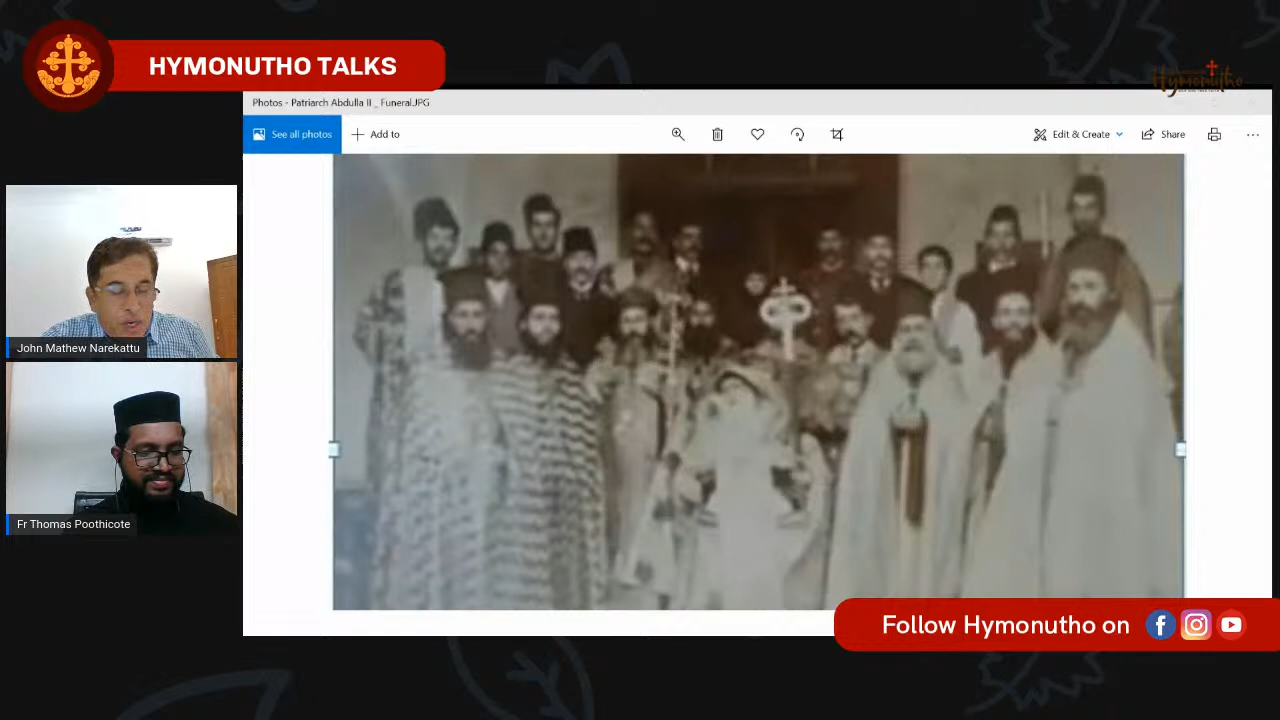 HYMONUTHO TALKS
Hymonutho
Photos - Patriarch Abdulla II _ Funeral.JPG
See all photos
Add to
Edit & Create
Share
John Mathew Narekattu
Fr Thomas Poothicote
Follow Hymonutho on